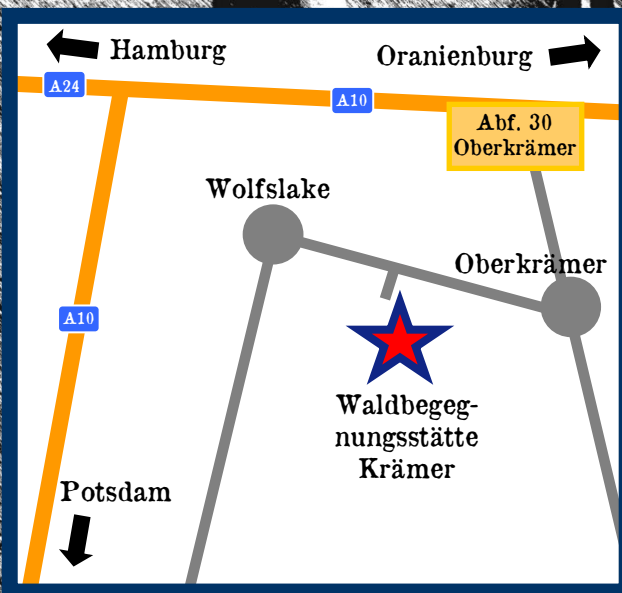 Hamburg
Oranienburg
A24
A10
Abf. 30
Oberkrämer
Wolfslake
Oberkrämer
A10
Waldbegeg-
nungsstätte
Krämer
Potsdam